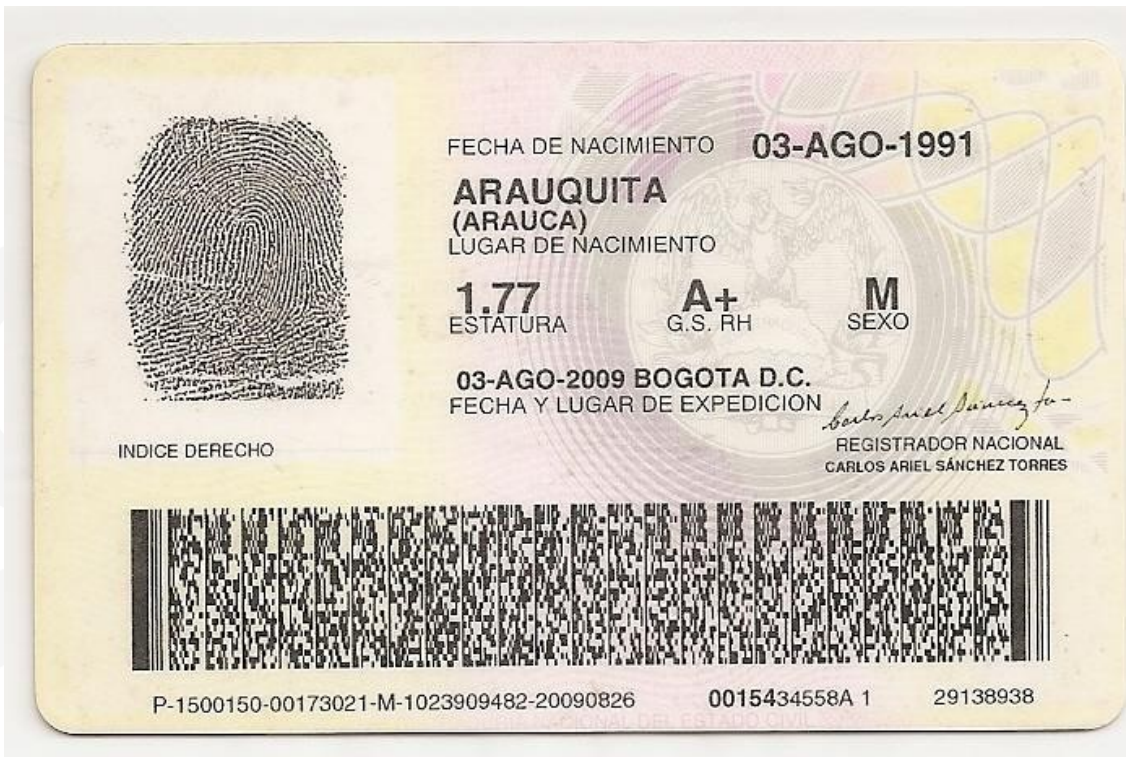 FECHA DE NACIMIENTO 03-AGO-1991
ARAUQUITA
(ARAUCA)
LUGAR DE NACIMIENTO
1.77 A+ M
ESTATURA G.S. RH SEXO
03-AGO-2009 BOGOTA D.C.
FECHA Y LUGAR DE EXPEDICION
INDICE DERECHO
REGISTRADOR NACIONAL
CARLOS ARIEL SÁNCHEZ TORRES
P-1500150-00173021-M-1023909482-20090826 0015434558A 1 29138938